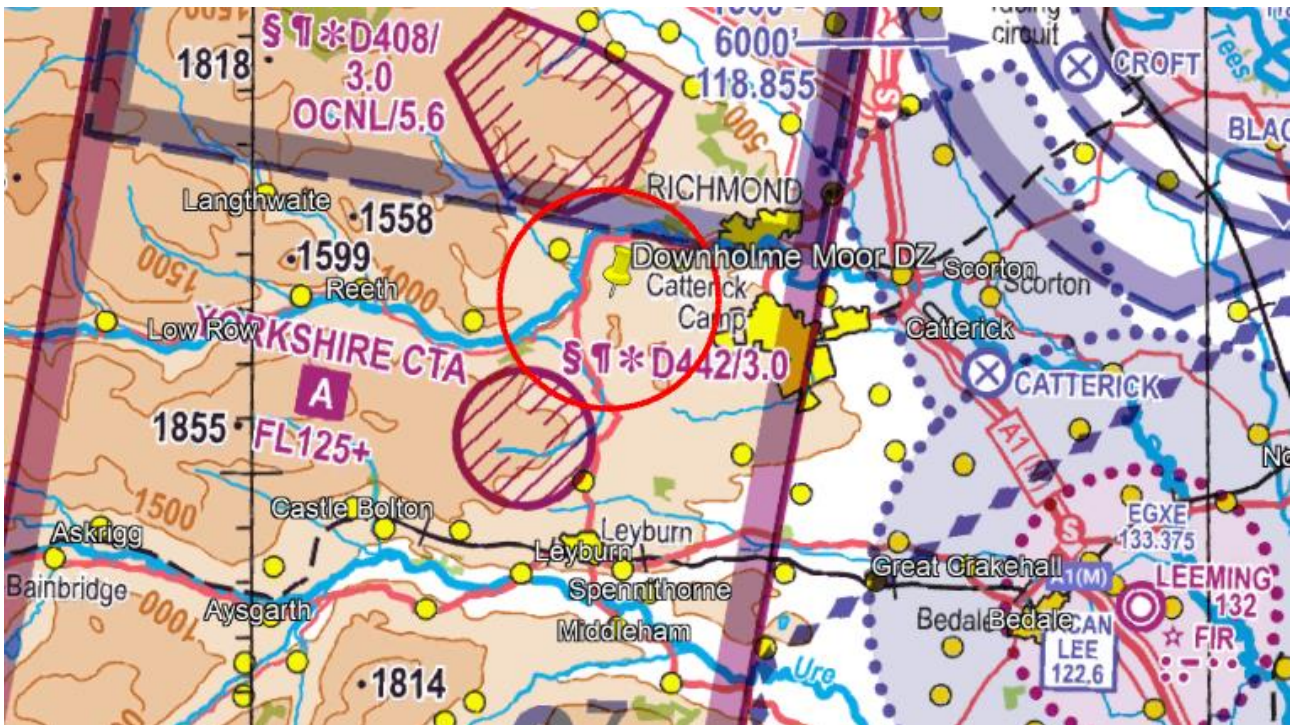 § ¶ * D408/
3.0
OCNL/5.6
1818
6000'
118.855
circuit
CROFT
Tees
500
RICHMOND
Langthwaite
1558
1599
1500
1000
Reeth
Downholme Moor DZ
Catterick
Camp
Scorton
Scorton
Catterick
Low Row
YORKSHIRE CTA
A
FL125+
§ ¶ * D442/3.0
CATTERICK
1855
A1
1500
Castle Bolton
Askrigg
Bainbridge
1000
Aysgarth
Leyburn
Leyburn
Spennithorne
Middleham
Great Crakehall
EGXE
133.375
S
S
A1(M)
LEEMING
132
FIR
Bedale
Bedale
LEE
122.6
Ure
1814